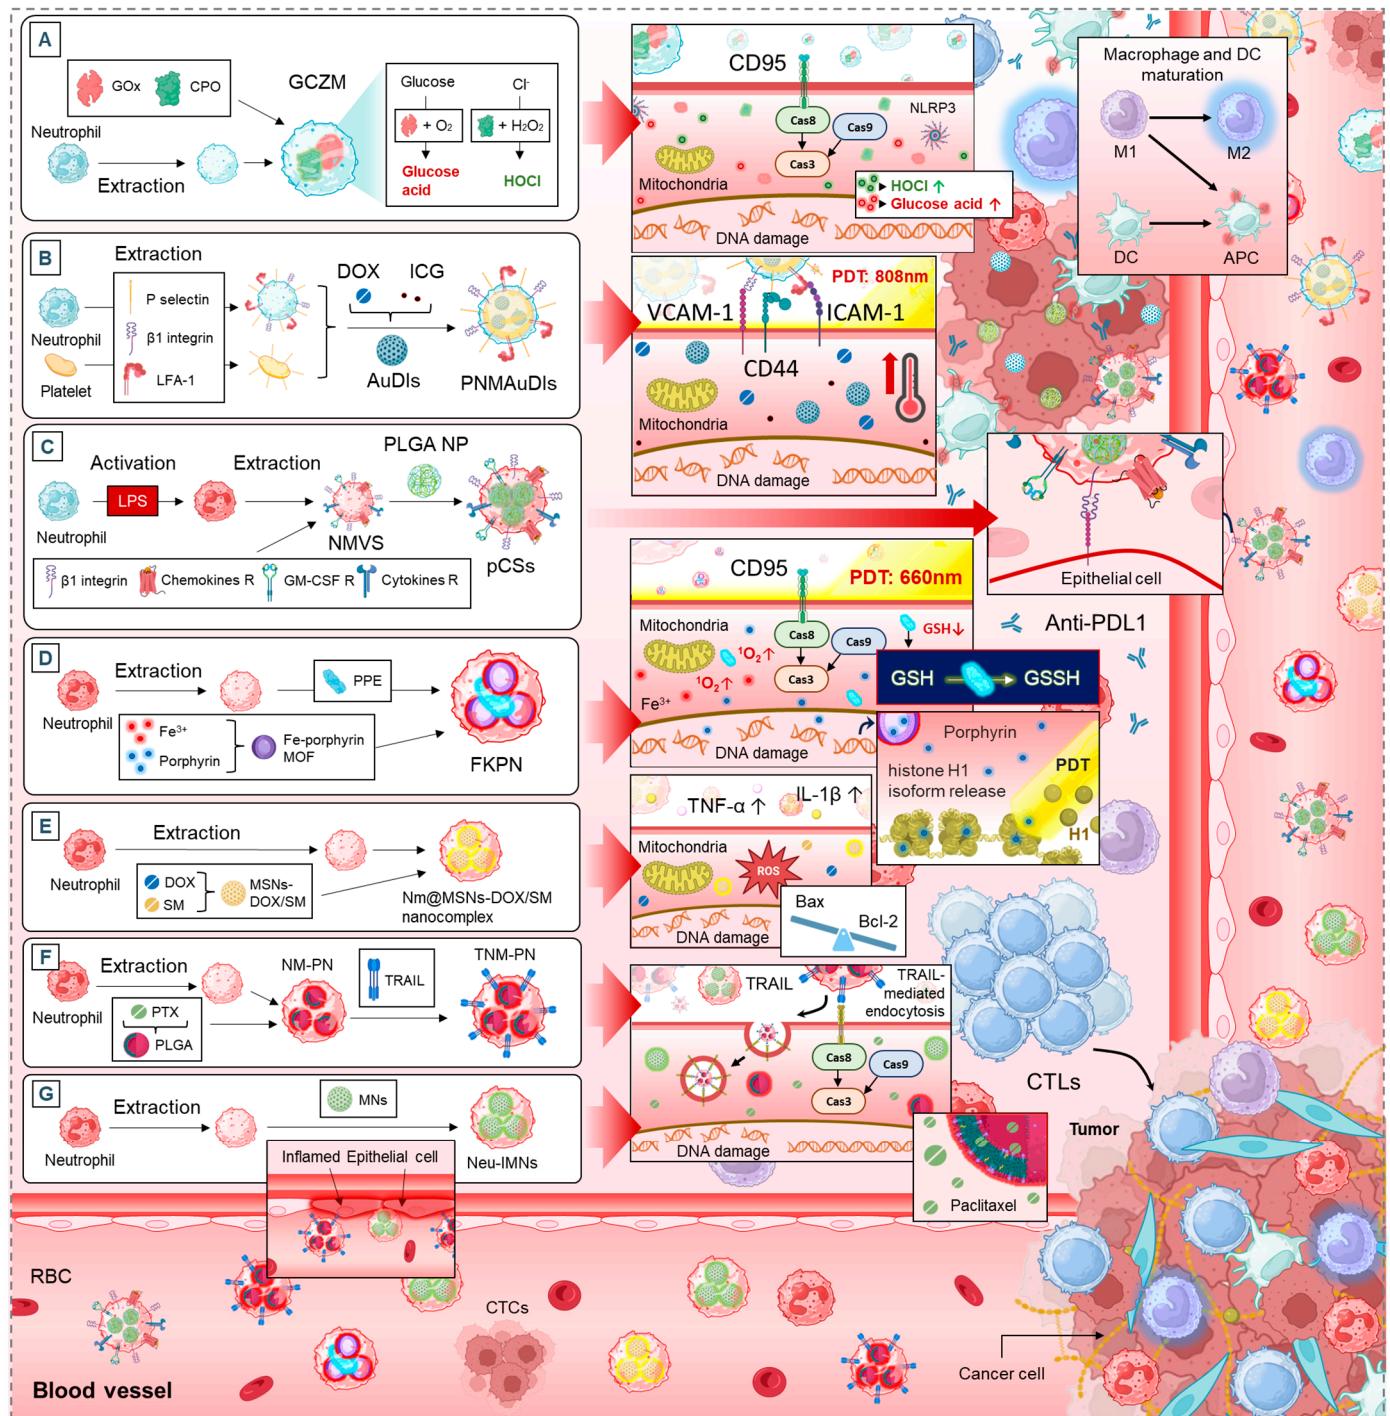 A
GOx
CPO
GCZM
Neutrophil
Extraction
Glucose
Cl-
+ O2
+ H2O2
Glucose
acid
HOCl
B
Extraction
Neutrophil
Platelet
P selectin
β1 integrin
LFA-1
DOX
ICG
AuDIs
PNMAuDIs
C
Activation
LPS
Extraction
PLGA NP
Neutrophil
NMVS
pCSs
β1 integrin
Chemokines R
GM-CSF R
Cytokines R
D
Extraction
PPE
Neutrophil
Fe3+
Porphyrin
Fe-porphyrin
MOF
FKPN
E
Extraction
Neutrophil
DOX
SM
MSNs-
DOX/SM
Nm@MSNs-DOX/SM
nanocomplex
F
Extraction
Neutrophil
PTX
PLGA
NM-PN
TRAIL
TNM-PN
G
Extraction
MNs
Neutrophil
Neu-IMNs
Inflamed Epithelial cell
CD95
Cas8
Cas9
Cas3
NLRP3
Mitochondria
DNA damage
HOCl ↑
Glucose acid ↑
PDT: 808nm
VCAM-1
ICAM-1
CD44
Mitochondria
DNA damage
Macrophage and DC
maturation
M1
M2
DC
APC
Epithelial cell
CD95
PDT: 660nm
Mitochondria
Cas8
Cas9
Cas3
GSH↓
1O2↑
1O2↑
Fe3+
DNA damage
GSH
GSSH
Anti-PDL1
Porphyrin
histone H1
isoform release
PDT
H1
TNF-α ↑
IL-1β ↑
Mitochondria
ROS
DNA damage
Bax
Bcl-2
TRAIL
TRAIL-
mediated
endocytosis
Cas8
Cas9
Cas3
DNA damage
Paclitaxel
CTLs
Tumor
Cancer cell
RBC
CTCs
Blood vessel